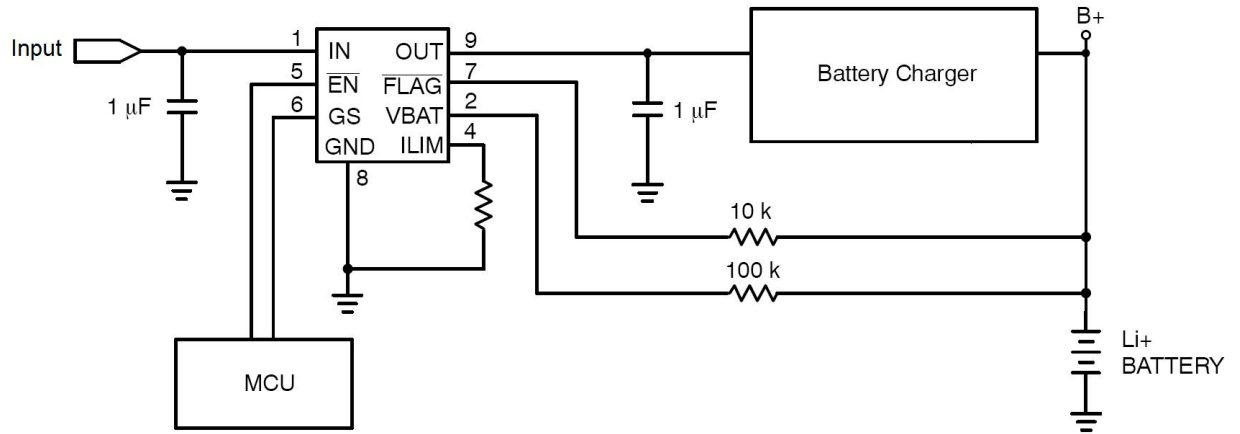 B+
Input
1
IN
OUT
9
Battery Charger
5
EN
FLAG
7
1 μF
6
GS
VBAT
2
1 μF
GND
ILIM
4
8
10 k
100 k
MCU
Li+
BATTERY